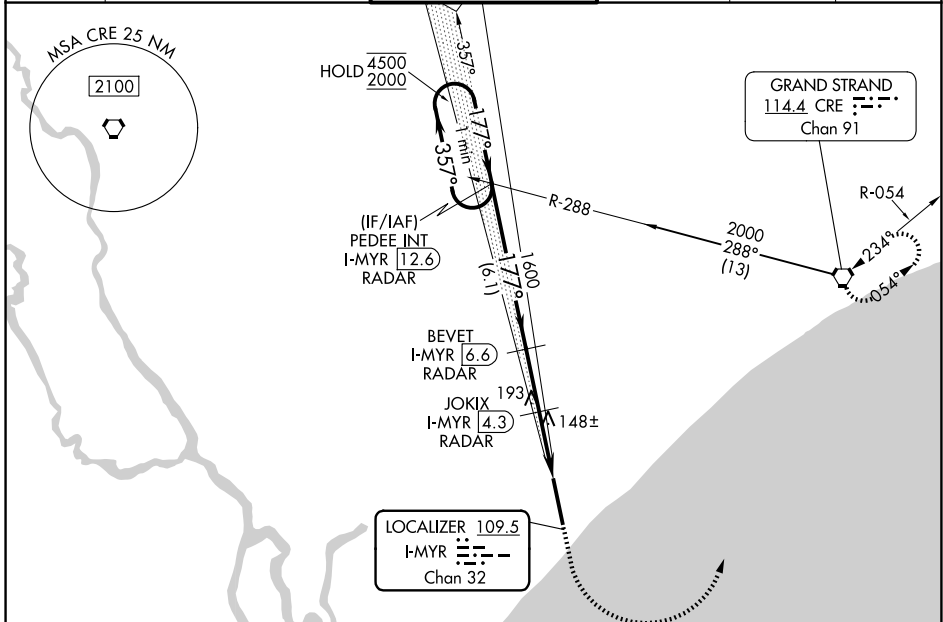 MSA CRE 25 NM
2100
HOLD 4500
2000
357°
177°
1 min
357°
(IF/IAF)
PEDEE INT
I-MYR 12.6
RADAR
R-288
2000
288°
(13)
GRAND STRAND
114.4 CRE
Chan 91
R-054
234°
054°
1600
177°
(6.1)
BEVET
I-MYR 6.6
RADAR
193
JOKIX
I-MYR 4.3
RADAR
148±
LOCALIZER 109.5
I-MYR
Chan 32